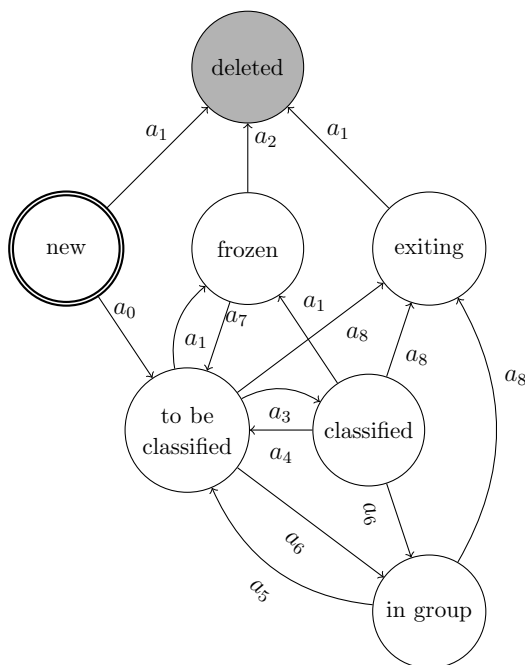 deleted
a₁
a₂
a₁
new
frozen
exiting
a₀
a₁
a₇
a₈
a₁
a₈
a₈
to be
classified
a₃
a₄
classified
a₆
a₆
a₅
in group